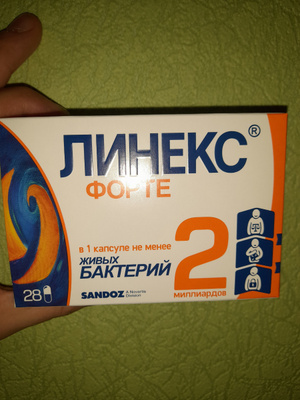 ЛИНЕКС®
ФОРТЕ
в 1 капсуле не менее
живых
БАКТЕРИЙ
2
миллиардов
28
SANDOZ
A Novartis
Division